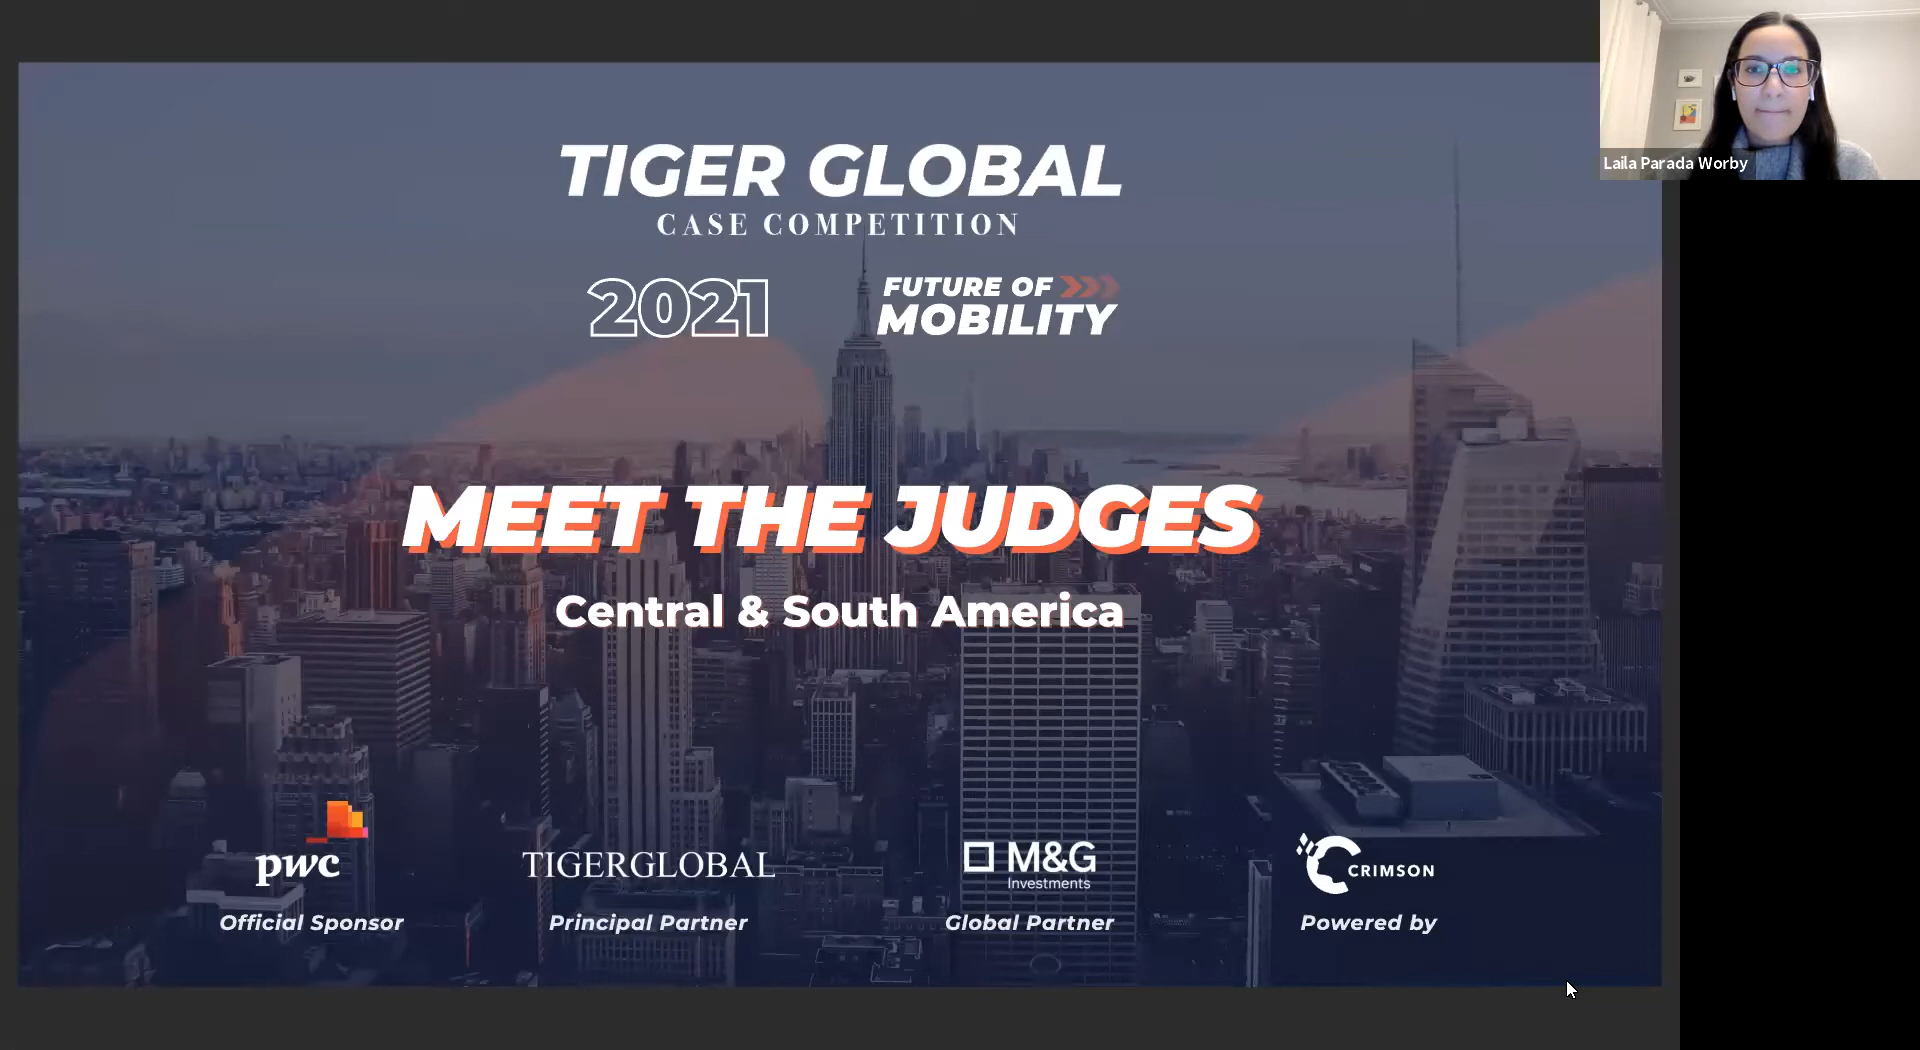 TIGER GLOBAL
CASE COMPETITION
2021
FUTURE OF
MOBILITY
MEET THE JUDGES
Central & South America
pwc
Official Sponsor
TIGERGLOBAL
Principal Partner
M&G
Investments
Global Partner
CRIMSON
Powered by
Laila Parada Worby